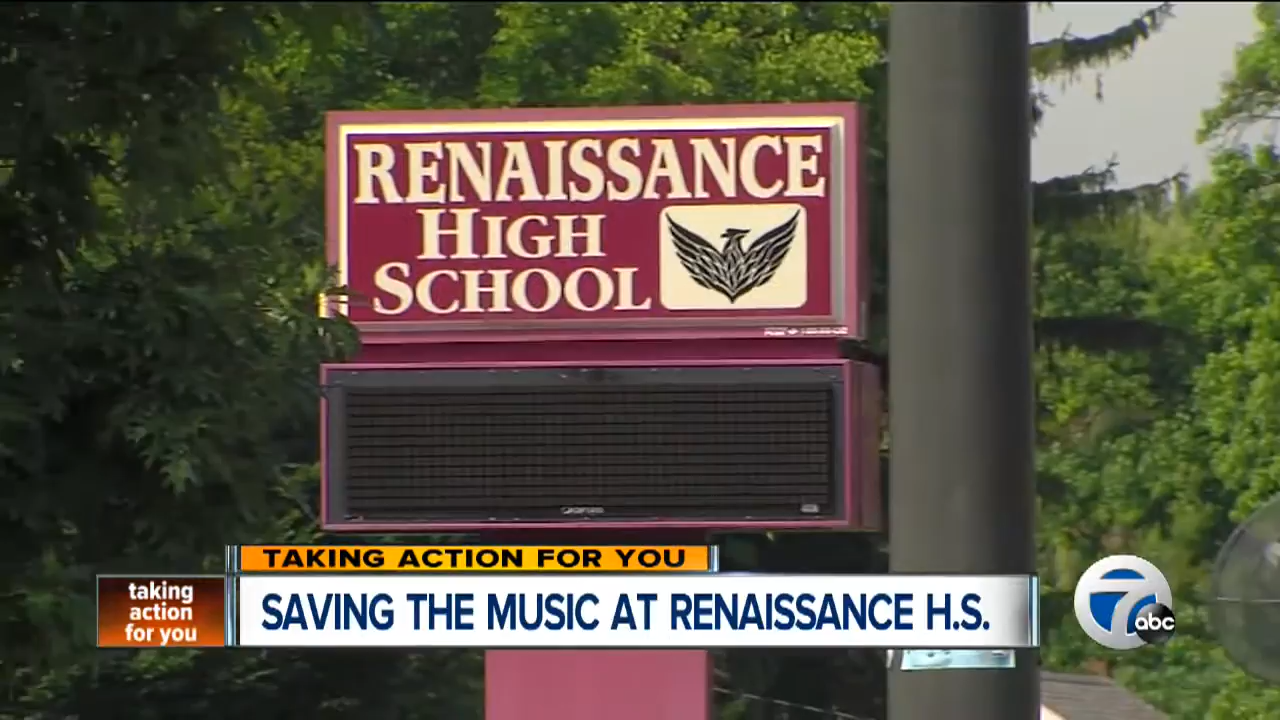 RENAISSANCE
HIGH
SCHOOL
TAKING ACTION FOR YOU
taking
action
for you
SAVING THE MUSIC AT RENAISSANCE H.S.
7
abc